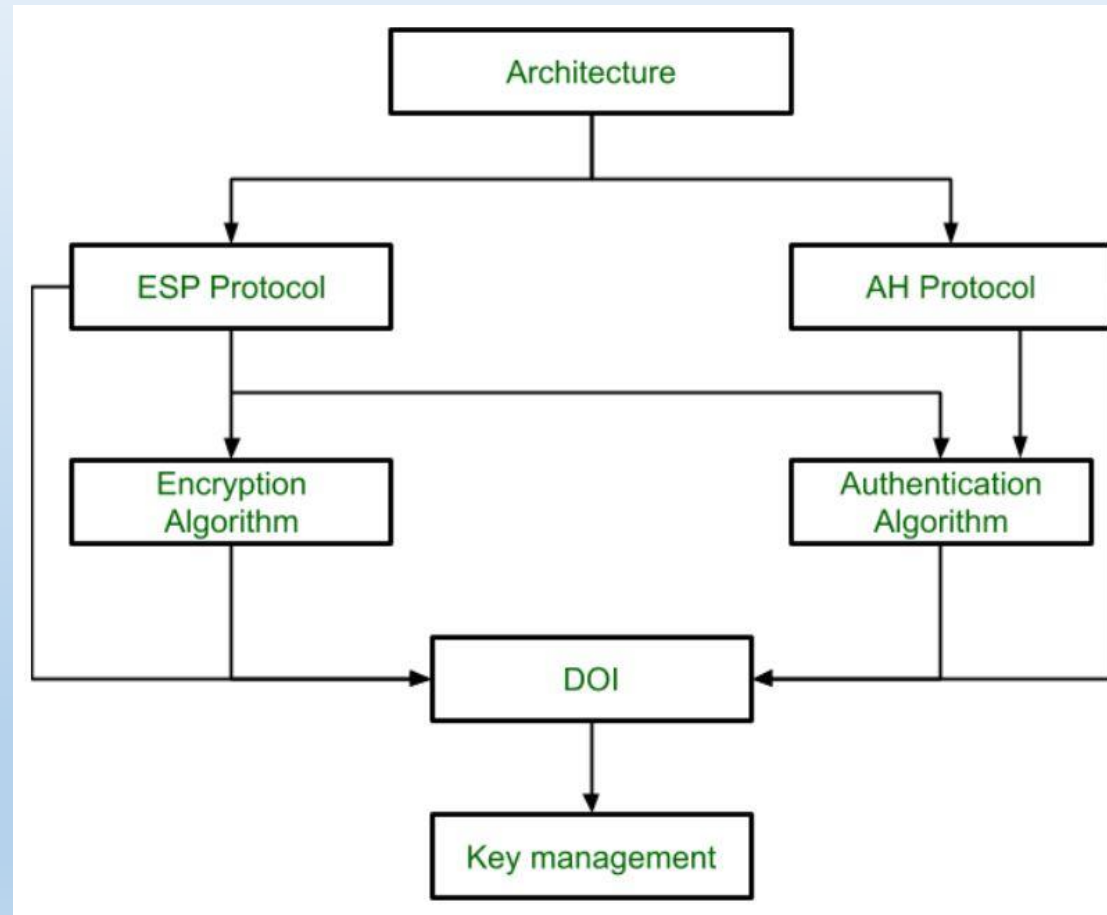 Architecture
ESP Protocol
AH Protocol
Encryption
Algorithm
Authentication
Algorithm
DOI
Key management